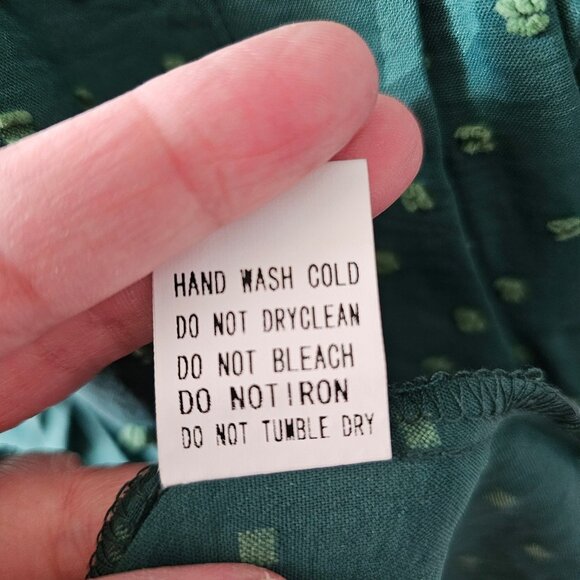 HAND WASH COLD
DO NOT DRYCLEAN
DO NOT BLEACH
DO NOTIRON
DO NOT TUMBLE DRY